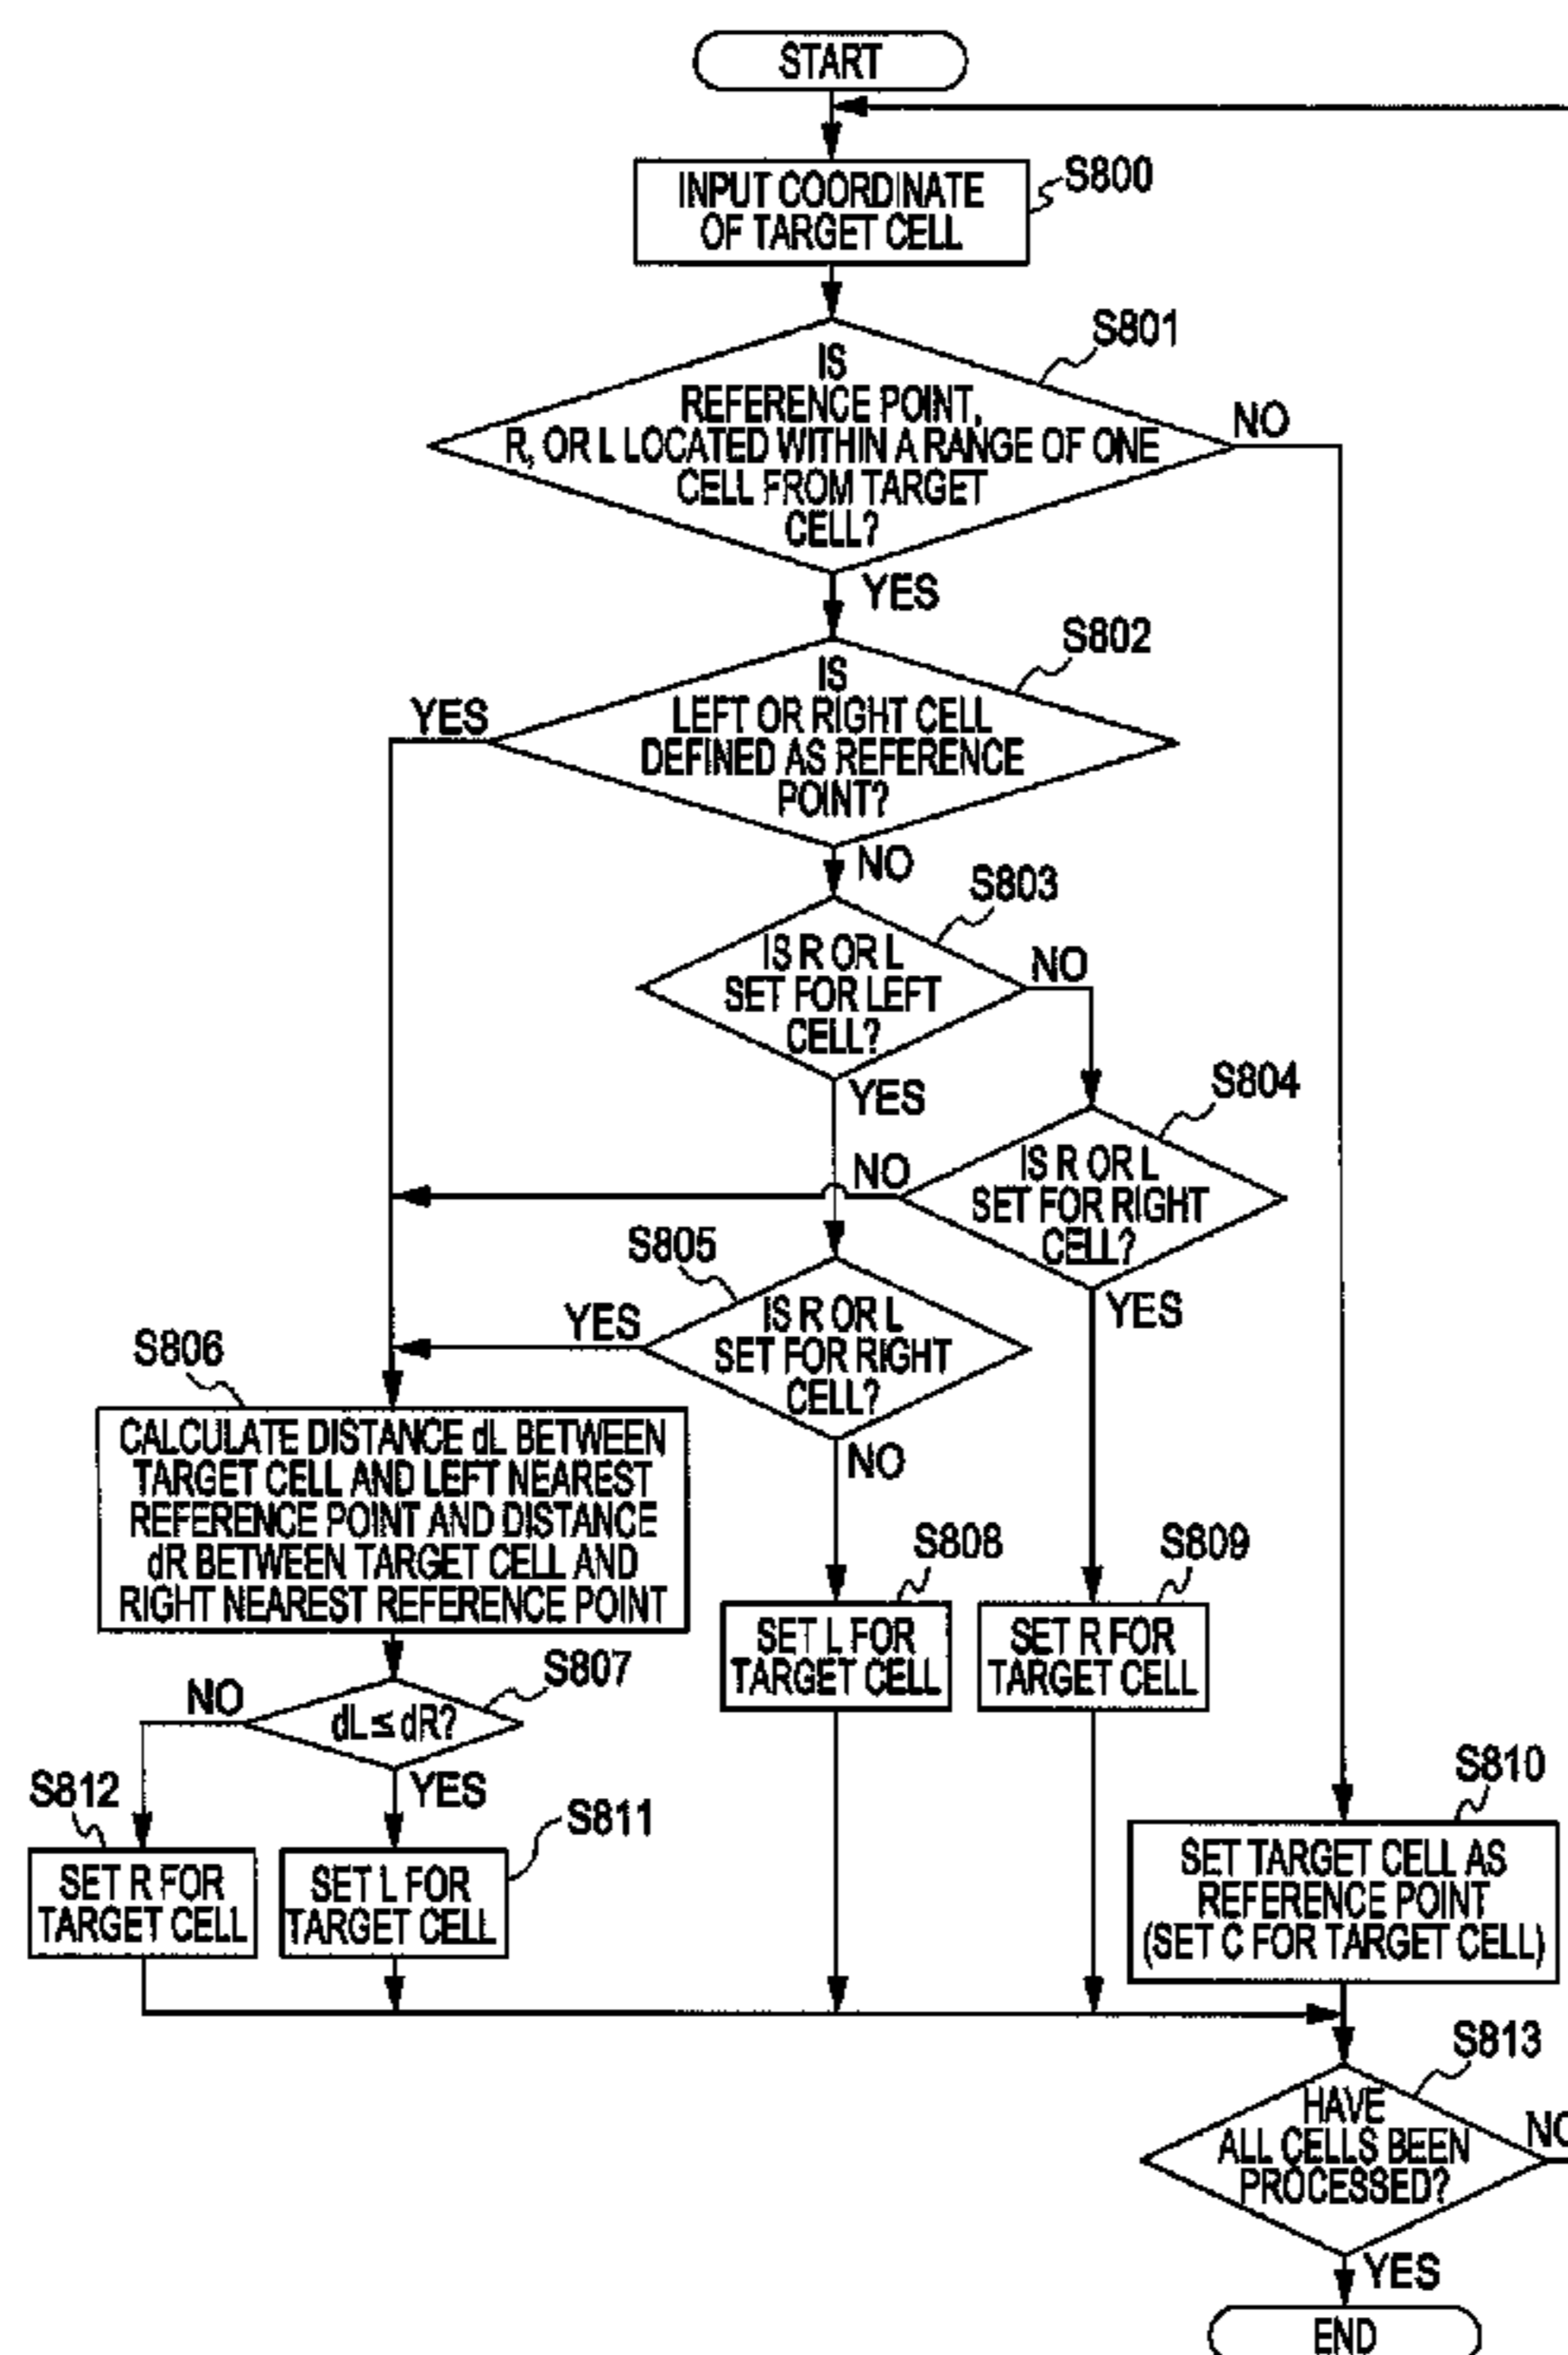 START
INPUT COORDINATE
OF TARGET CELL
S800
S801
IS
REFERENCE POINT,
R, OR L LOCATED WITHIN A RANGE OF ONE
CELL FROM TARGET
CELL?
NO
YES
S802
IS
LEFT OR RIGHT CELL
DEFINED AS REFERENCE
POINT?
YES
NO
S803
IS R OR L
SET FOR LEFT
CELL?
NO
YES
S804
IS R OR L
SET FOR RIGHT
CELL?
NO
YES
S805
IS R OR L
SET FOR RIGHT
CELL?
YES
NO
S806
CALCULATE DISTANCE dL BETWEEN
TARGET CELL AND LEFT NEAREST
REFERENCE POINT AND DISTANCE
dR BETWEEN TARGET CELL AND
RIGHT NEAREST REFERENCE POINT
S807
dL ≤ dR?
NO
YES
S808
SET L FOR
TARGET CELL
S809
SET R FOR
TARGET CELL
S812
SET R FOR
TARGET CELL
S811
SET L FOR
TARGET CELL
S810
SET TARGET CELL AS
REFERENCE POINT
(SET C FOR TARGET CELL)
S813
HAVE
ALL CELLS BEEN
PROCESSED?
NO
YES
END